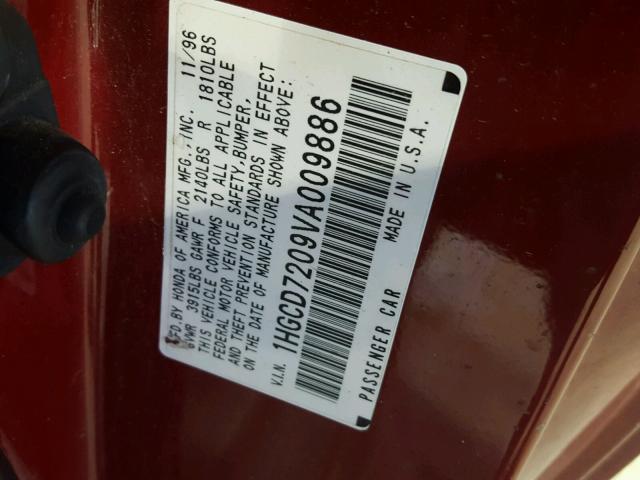 MFD. BY HONDA OF AMERICA MFG., INC. 11/96
GVWR 3915LBS GAWR F 2140LBS R 1810LBS
THIS VEHICLE CONFORMS TO ALL APPLICABLE
FEDERAL MOTOR VEHICLE SAFETY, BUMPER,
AND THEFT PREVENTION STANDARDS IN EFFECT
ON THE DATE OF MANUFACTURE SHOWN ABOVE:
V.I.N. 1HGCD7209VA009886
PASSENGER CAR MADE IN U.S.A.